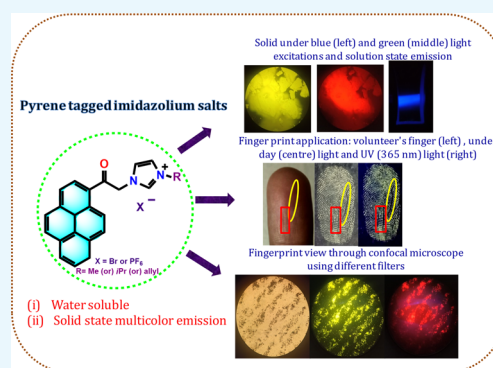 Solid under blue (left) and green (middle) light
excitations and solution state emission
Pyrene tagged imidazolium salts
Finger print application: volunteer's finger (left) , under
day (centre) light and UV (365 nm) light (right)
O
N
N
+
R
X
−
X = Br or PF₆
R= Me (or) iPr (or) allyl
Fingerprint view through confocal microscope
using different filters
(i) Water soluble
(ii) Solid state multicolor emission